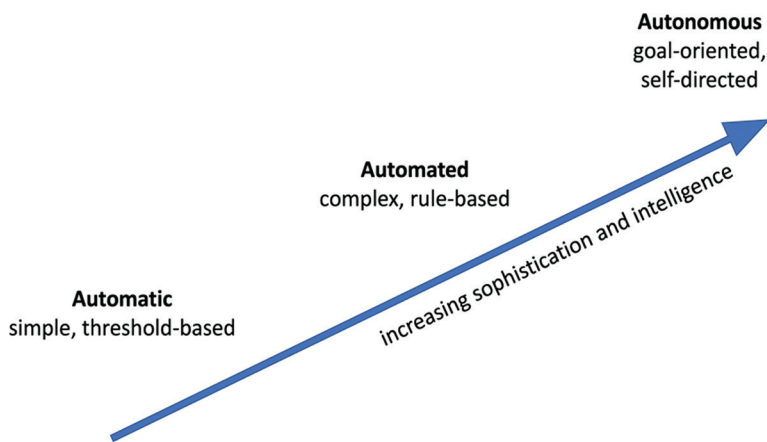 Autonomous
goal-oriented,
self-directed
Automated
complex, rule-based
increasing sophistication and intelligence
Automatic
simple, threshold-based